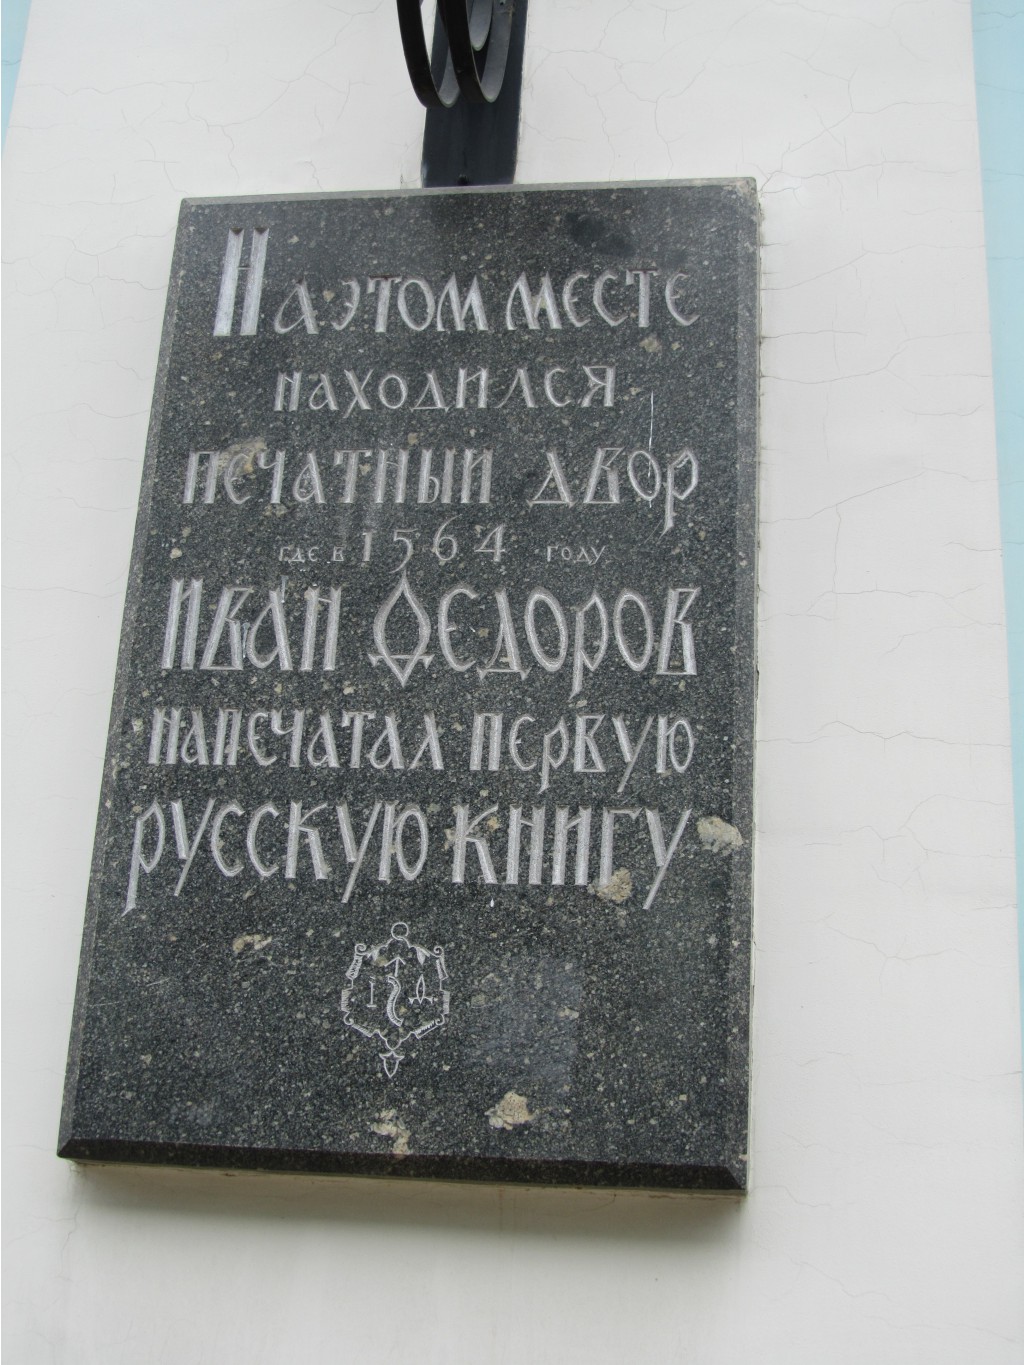 На этом месте
находился
печатный двор
где в 1564 году
Иван Федоров
напечатал первую
русскую книгу